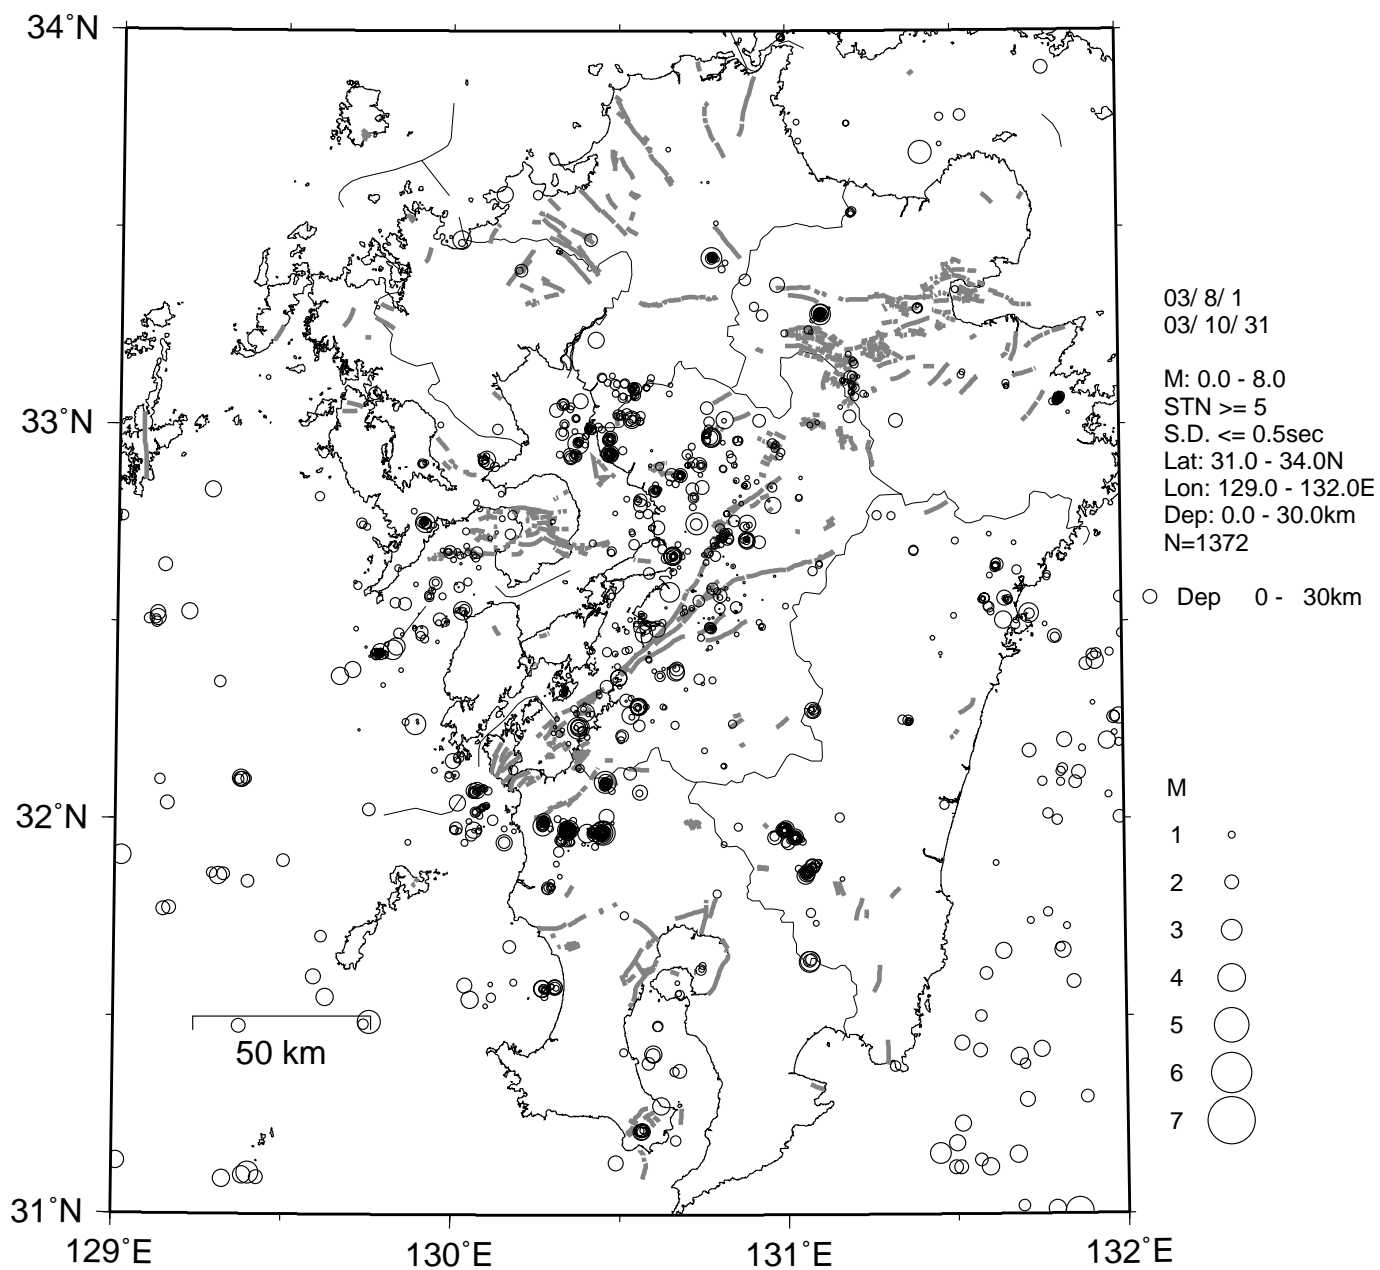 34˚N
33˚N
32˚N
31˚N
129˚E
130˚E
131˚E
132˚E
50 km
03/ 8/ 1
03/ 10/ 31
M: 0.0 - 8.0
STN >= 5
S.D. <= 0.5sec
Lat: 31.0 - 34.0N
Lon: 129.0 - 132.0E
Dep: 0.0 - 30.0km
N=1372
Dep 0 - 30km
M
1
2
3
4
5
6
7